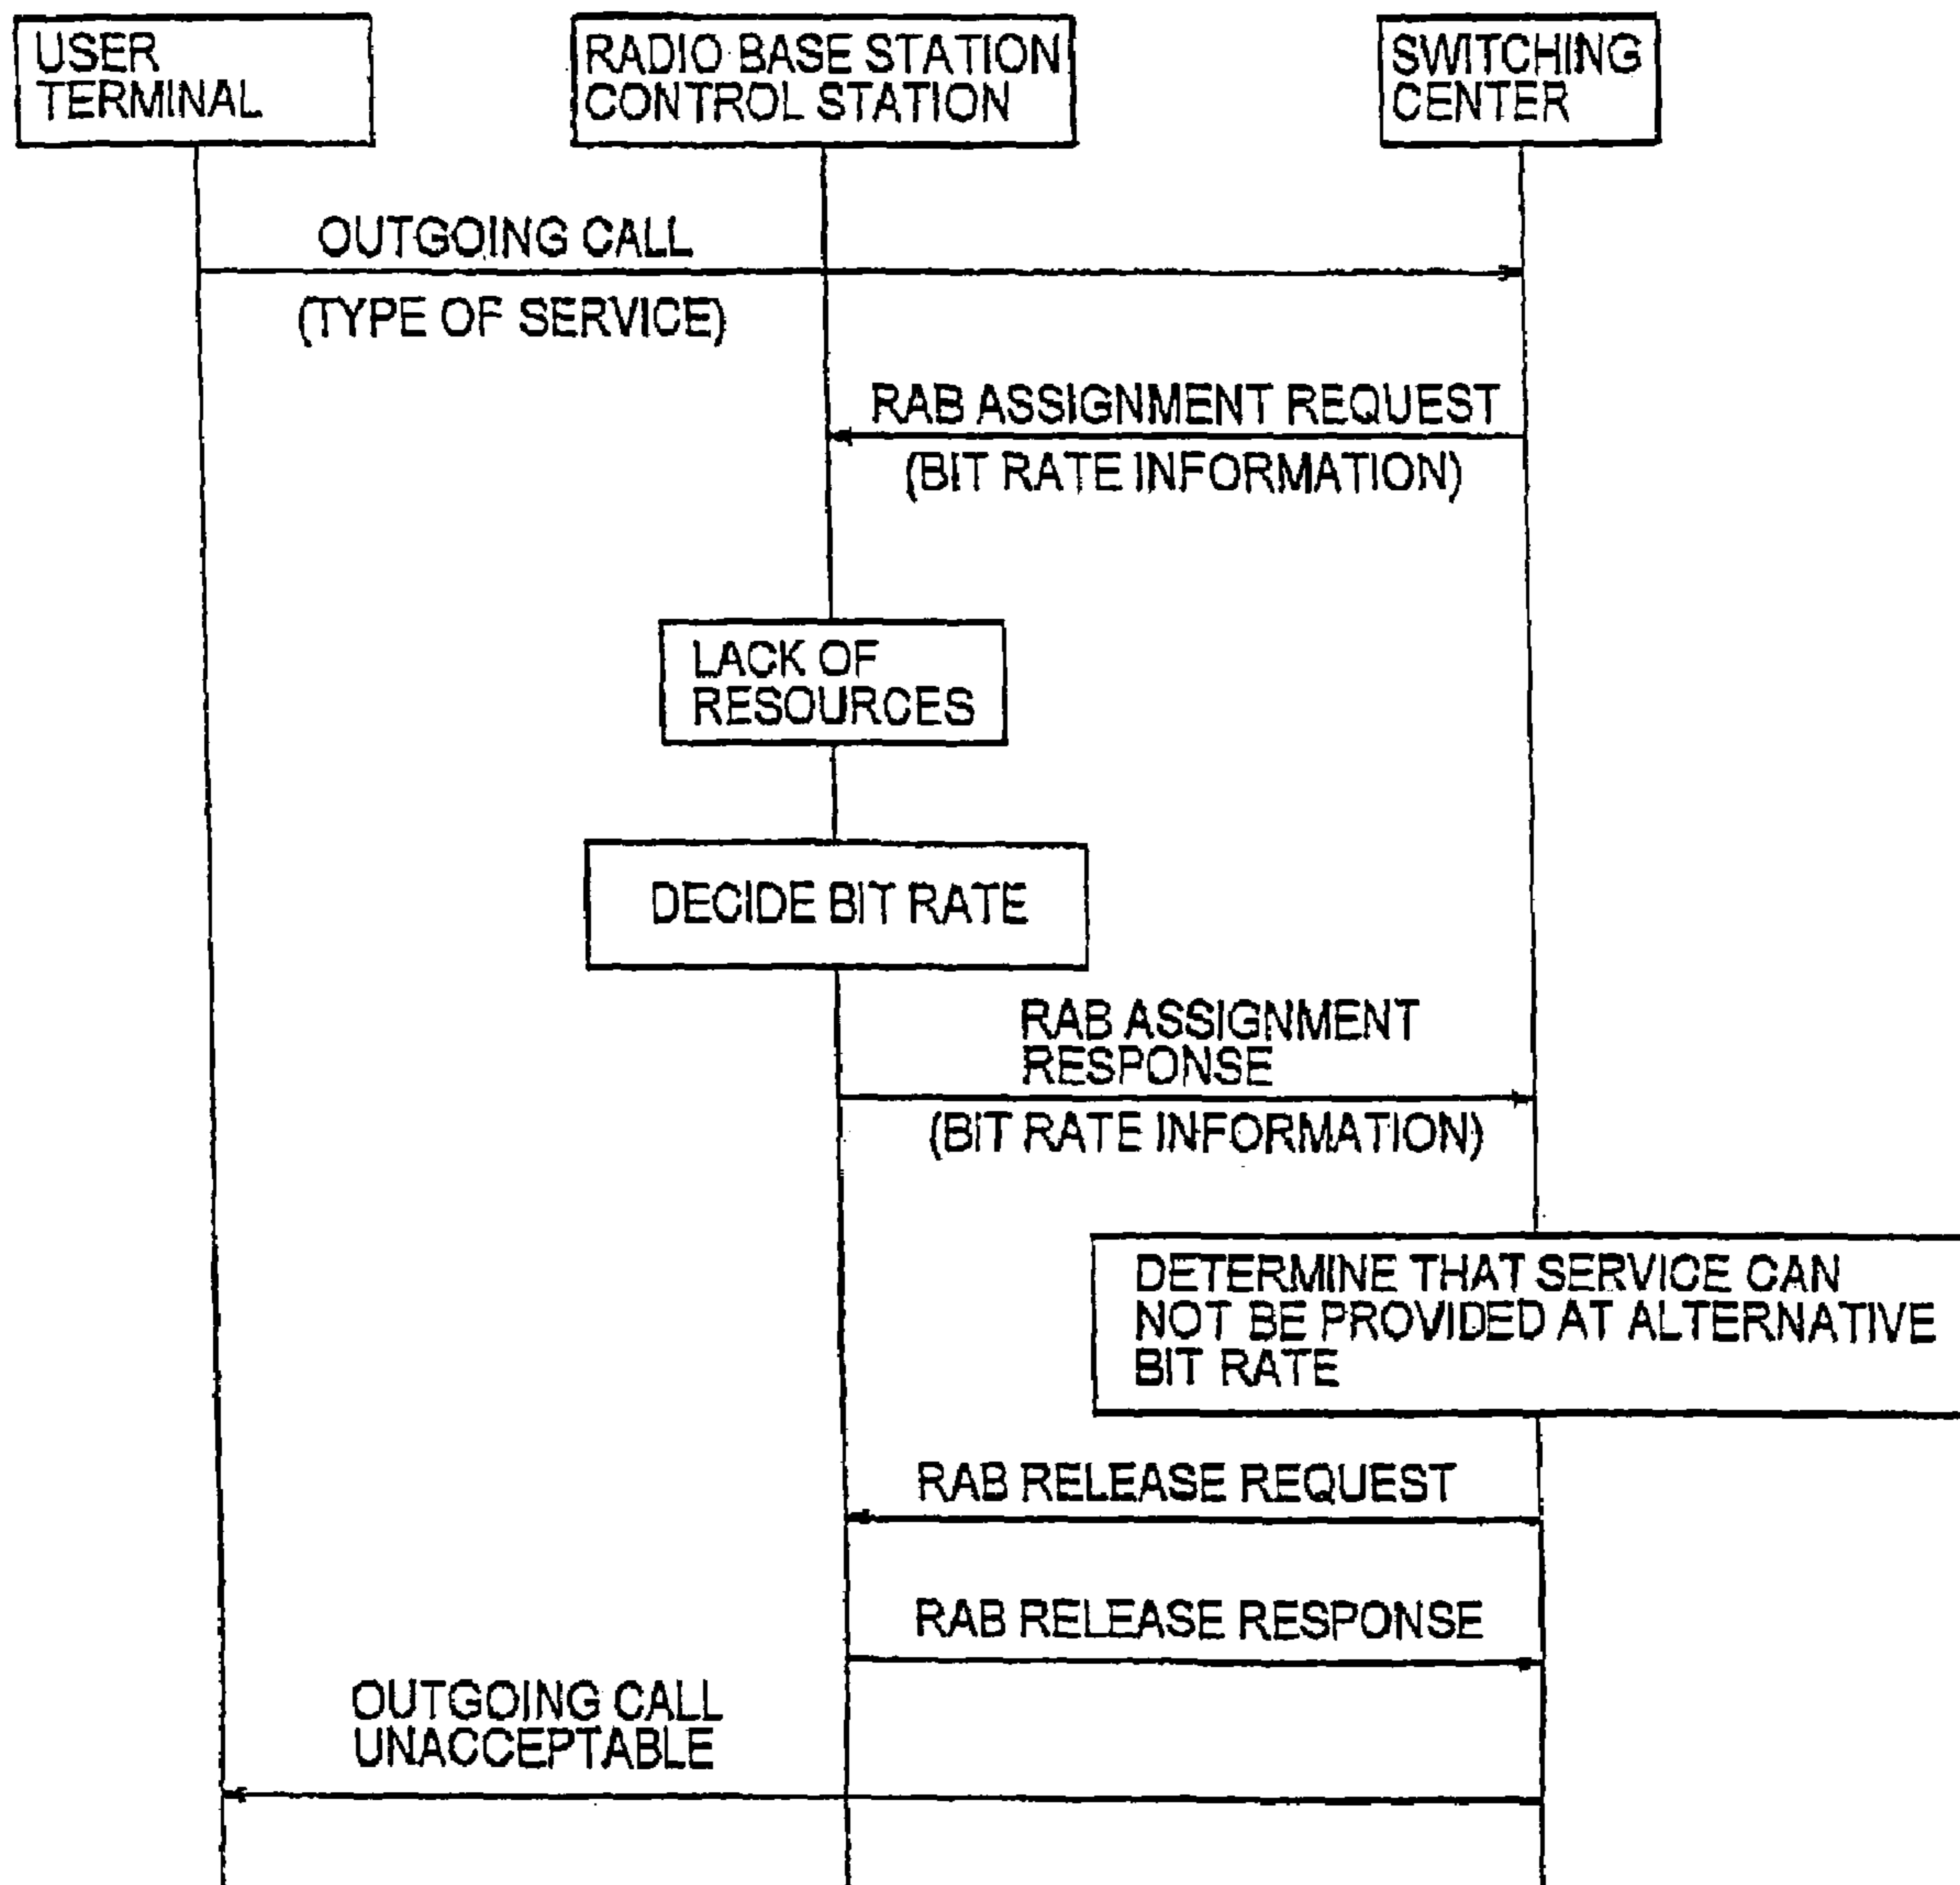 USER
TERMINAL
RADIO BASE STATION
CONTROL STATION
SWITCHING
CENTER
OUTGOING CALL
(TYPE OF SERVICE)
RAB ASSIGNMENT REQUEST
(BIT RATE INFORMATION)
LACK OF
RESOURCES
DECIDE BIT RATE
RAB ASSIGNMENT
RESPONSE
(BIT RATE INFORMATION)
DETERMINE THAT SERVICE CAN
NOT BE PROVIDED AT ALTERNATIVE
BIT RATE
RAB RELEASE REQUEST
RAB RELEASE RESPONSE
OUTGOING CALL
UNACCEPTABLE